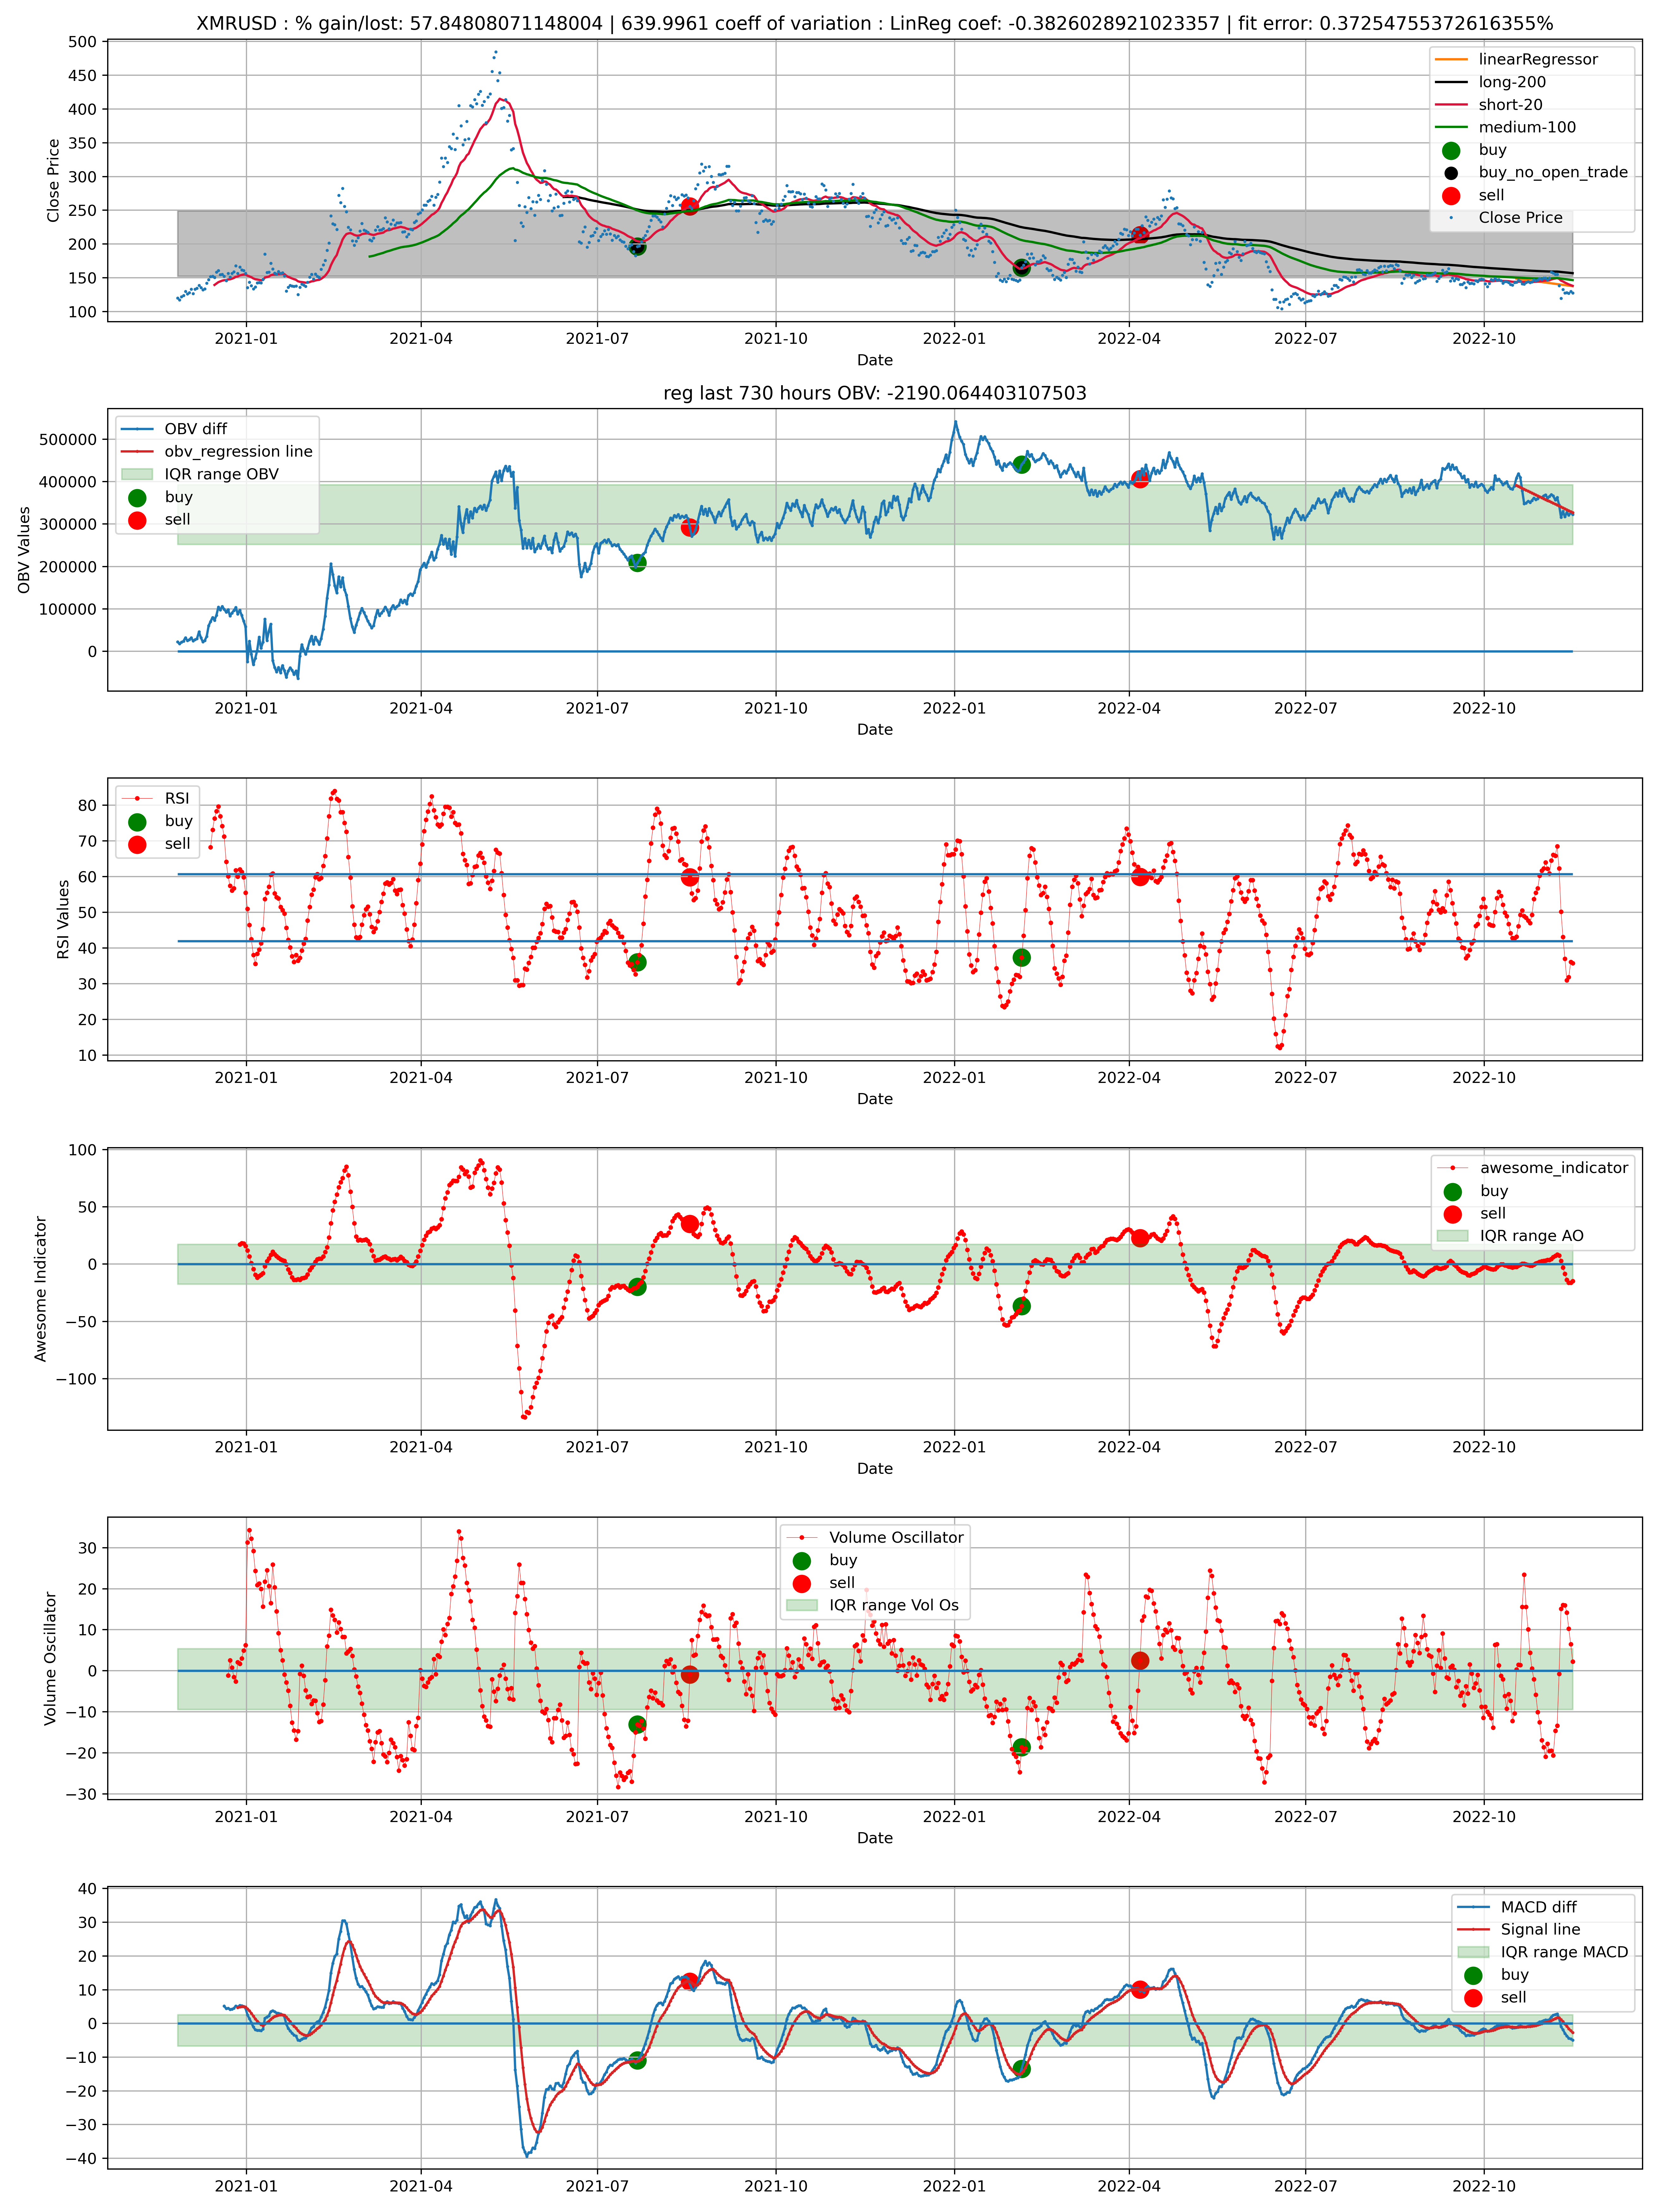 XMRUSD : % gain/lost: 57.84808071148004 | 639.9961 coeff of variation : LinReg coef: -0.3826028921023357 | fit error: 0.37254755372616355%
500
450
400
350
300
250
200
150
100
Close Price
linearRegressor
long-200
short-20
medium-100
buy
buy_no_open_trade
sell
Close Price
2021-01 2021-04 2021-07 2021-10 2022-01 2022-04 2022-07 2022-10
Date
reg last 730 hours OBV: -2190.064403107503
500000
400000
300000
200000
100000
0
OBV Values
OBV diff
obv_regression line
IQR range OBV
buy
sell
2021-01 2021-04 2021-07 2021-10 2022-01 2022-04 2022-07 2022-10
Date
80
70
60
50
40
30
20
10
RSI Values
RSI
buy
sell
2021-01 2021-04 2021-07 2021-10 2022-01 2022-04 2022-07 2022-10
Date
100
50
0
−50
−100
Awesome Indicator
awesome_indicator
buy
sell
IQR range AO
2021-01 2021-04 2021-07 2021-10 2022-01 2022-04 2022-07 2022-10
Date
30
20
10
0
−10
−20
−30
Volume Oscillator
Volume Oscillator
buy
sell
IQR range Vol Os
2021-01 2021-04 2021-07 2021-10 2022-01 2022-04 2022-07 2022-10
Date
40
30
20
10
0
−10
−20
−30
−40
MACD diff
Signal line
IQR range MACD
buy
sell
2021-01 2021-04 2021-07 2021-10 2022-01 2022-04 2022-07 2022-10